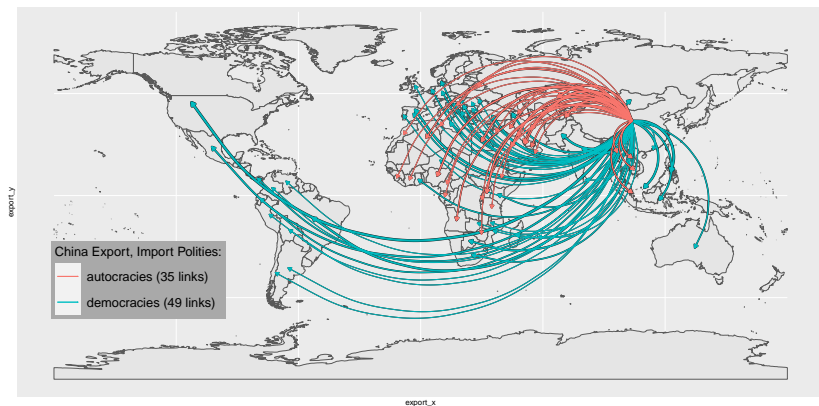 export_y
China Export, Import Polities:
autocracies (35 links)
democracies (49 links)
export_x